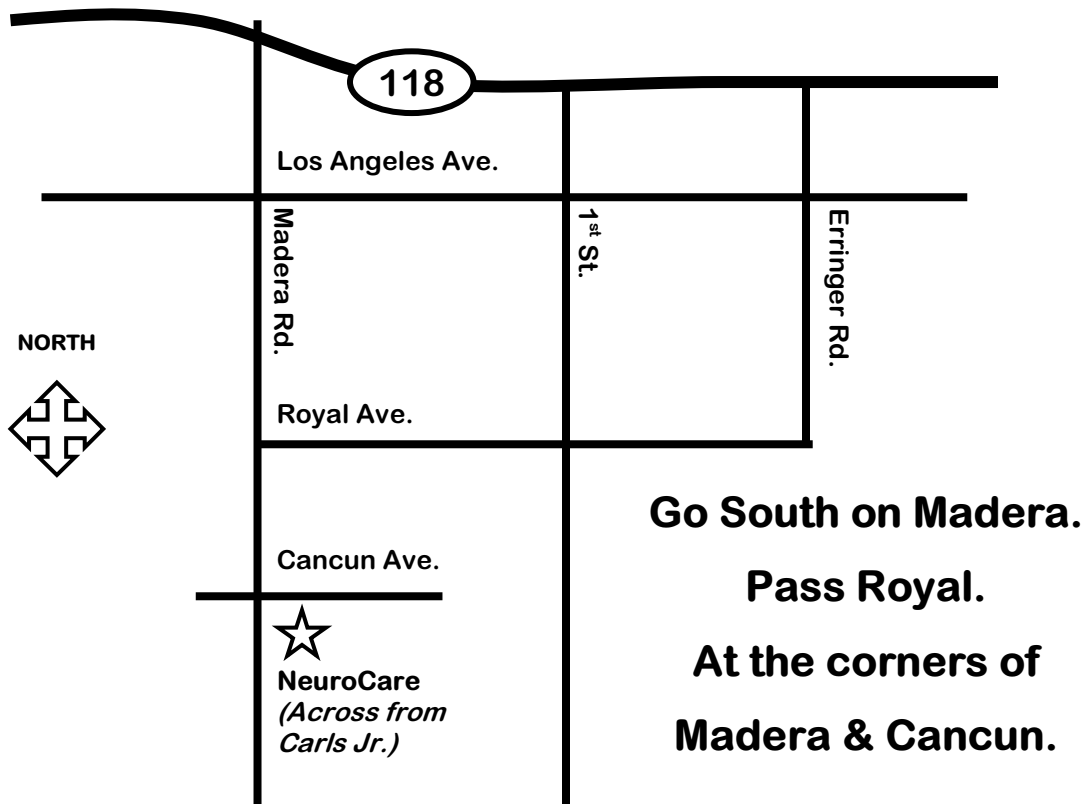 118
Los Angeles Ave.
Madera Rd.
1st St.
Erringer Rd.
NORTH
Royal Ave.
Go South on Madera.
Pass Royal.
At the corners of
Madera & Cancun.
Cancun Ave.
NeuroCare
(Across from
Carls Jr.)